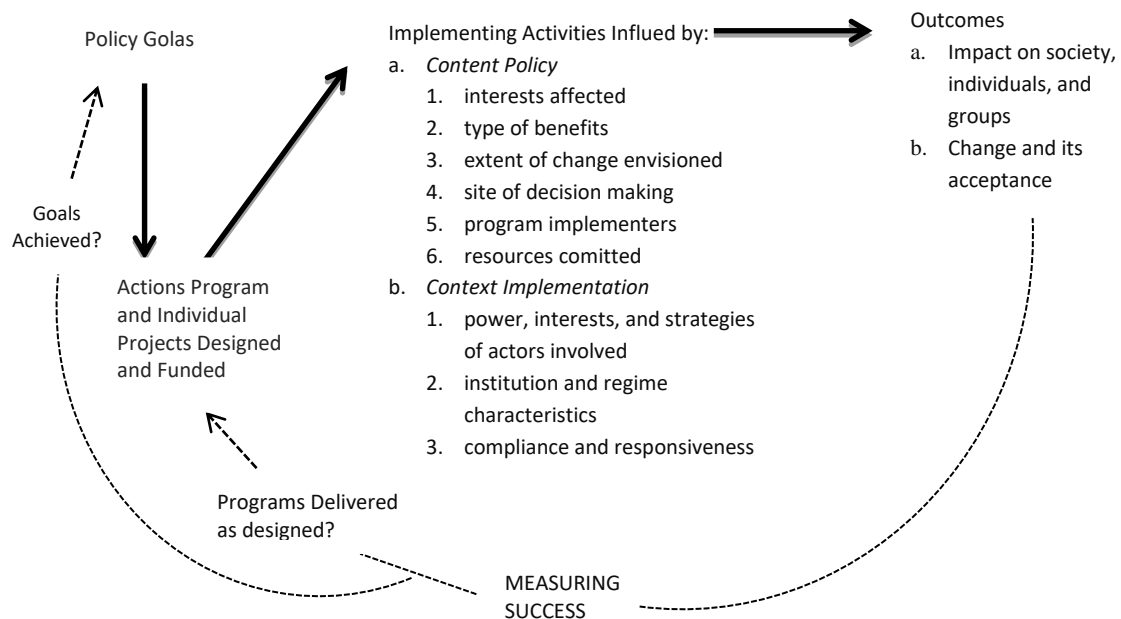 Policy Golas
Goals
Achieved?
Actions Program
and Individual
Projects Designed
and Funded
Programs Delivered
as designed?
Implementing Activities Influed by:
a. Content Policy
1. interests affected
2. type of benefits
3. extent of change envisioned
4. site of decision making
5. program implementers
6. resources comitted
b. Context Implementation
1. power, interests, and strategies
of actors involved
2. institution and regime
characteristics
3. compliance and responsiveness
Outcomes
a. Impact on society,
individuals, and
groups
b. Change and its
acceptance
MEASURING
SUCCESS